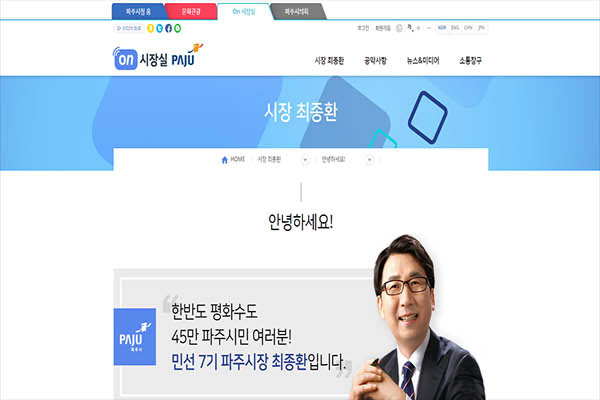 파주시청 홈 문화관광 On 시장실 파주시의회
로그인 회원가입 가 + - KOR ENG CHN JPN
on 시장실 PAJU
시장 최종환 공약사항 뉴스&미디어 소통창구
시장 최종환
HOME 시장 최종환 안녕하세요!
안녕하세요!
“
한반도 평화수도
45만 파주시민 여러분!
민선 7기 파주시장 최종환입니다.
”
PAJU
파주시